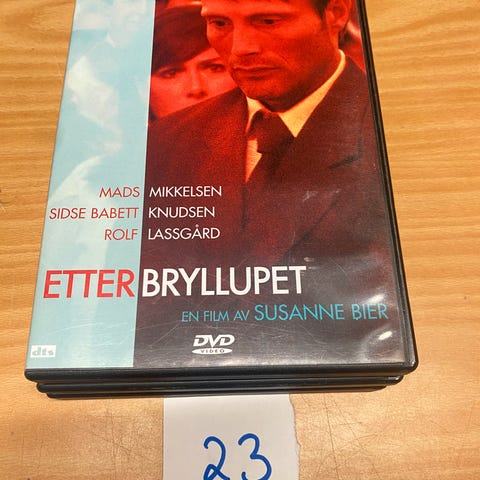 MADS MIKKELSEN
SIDSE BABETT KNUDSEN
ROLF LASSGÅRD
ETTER BRYLLUPET
EN FILM AV SUSANNE BIER
DVD
VIDEO
dts
23